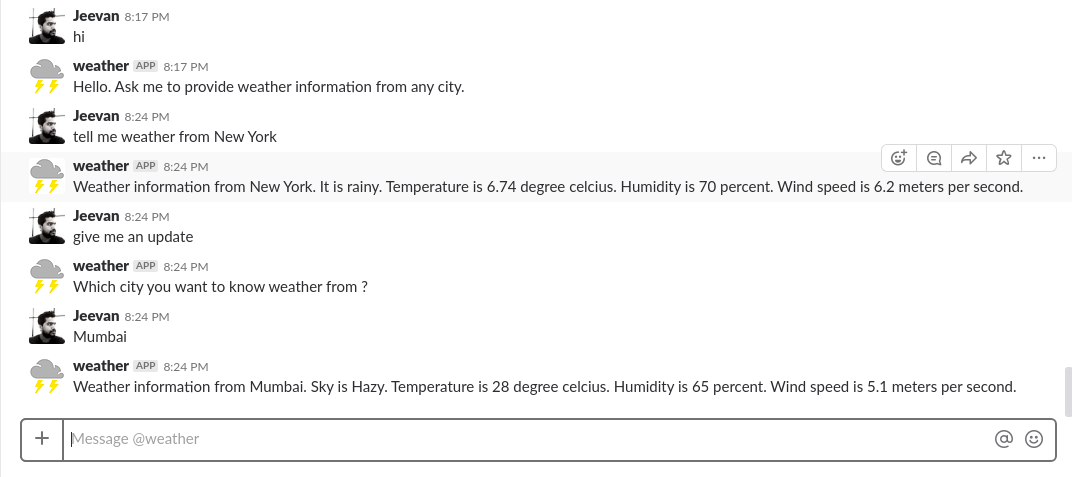 Jeevan 8:17 PM
hi
weather APP 8:17 PM
Hello. Ask me to provide weather information from any city.
Jeevan 8:24 PM
tell me weather from New York
weather APP 8:24 PM
Weather information from New York. It is rainy. Temperature is 6.74 degree celcius. Humidity is 70 percent. Wind speed is 6.2 meters per second.
Jeevan 8:24 PM
give me an update
weather APP 8:24 PM
Which city you want to know weather from ?
Jeevan 8:24 PM
Mumbai
weather APP 8:24 PM
Weather information from Mumbai. Sky is Hazy. Temperature is 28 degree celcius. Humidity is 65 percent. Wind speed is 5.1 meters per second.
Message @weather